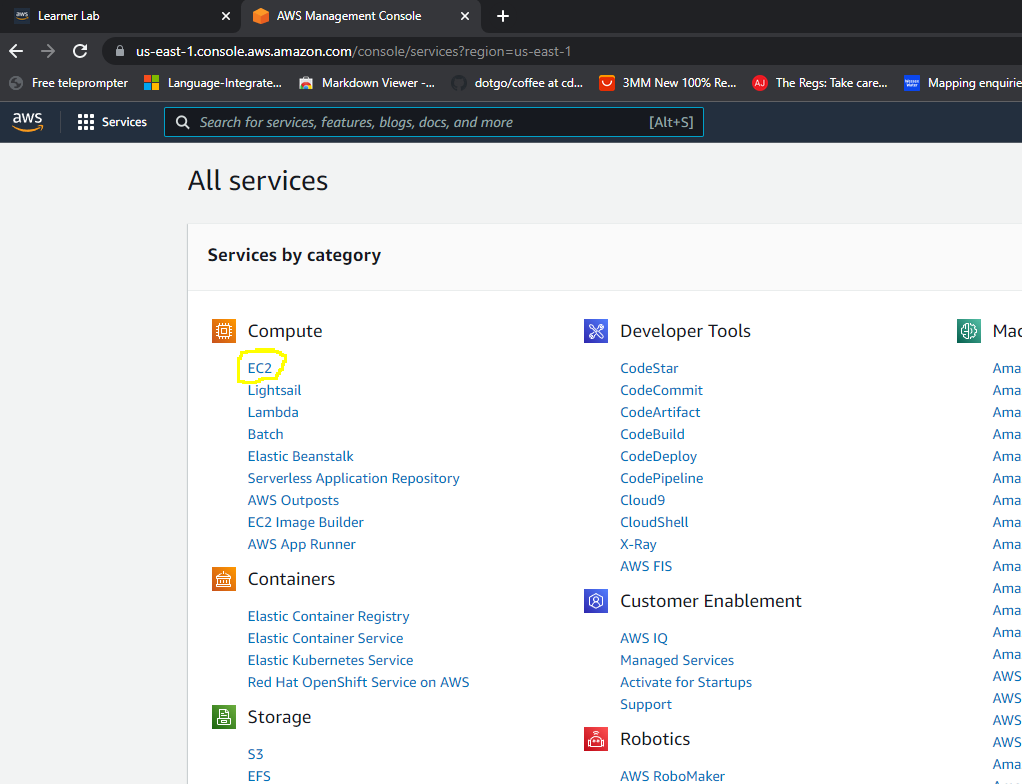 aws Learner Lab
AWS Management Console
us-east-1.console.aws.amazon.com/console/services?region=us-east-1
Free teleprompter
Language-Integrate...
Markdown Viewer -...
dotgo/coffee at cd...
3MM New 100% Re...
AJ The Regs: Take care...
Mapping enquirie
aws
Services
Search for services, features, blogs, docs, and more [Alt+S]
All services
Services by category
Compute
EC2
Lightsail
Lambda
Batch
Elastic Beanstalk
Serverless Application Repository
AWS Outposts
EC2 Image Builder
AWS App Runner
Containers
Elastic Container Registry
Elastic Container Service
Elastic Kubernetes Service
Red Hat OpenShift Service on AWS
Storage
S3
EFS
Developer Tools
CodeStar
CodeCommit
CodeArtifact
CodeBuild
CodeDeploy
CodePipeline
Cloud9
CloudShell
X-Ray
AWS FIS
Customer Enablement
AWS IQ
Managed Services
Activate for Startups
Support
Robotics
AWS RoboMaker
Mac
Ama
Ama
Ama
Ama
Ama
Ama
Ama
Ama
Ama
Ama
Ama
Ama
Ama
Ama
AWS
AWS
AWS
AWS
Ama